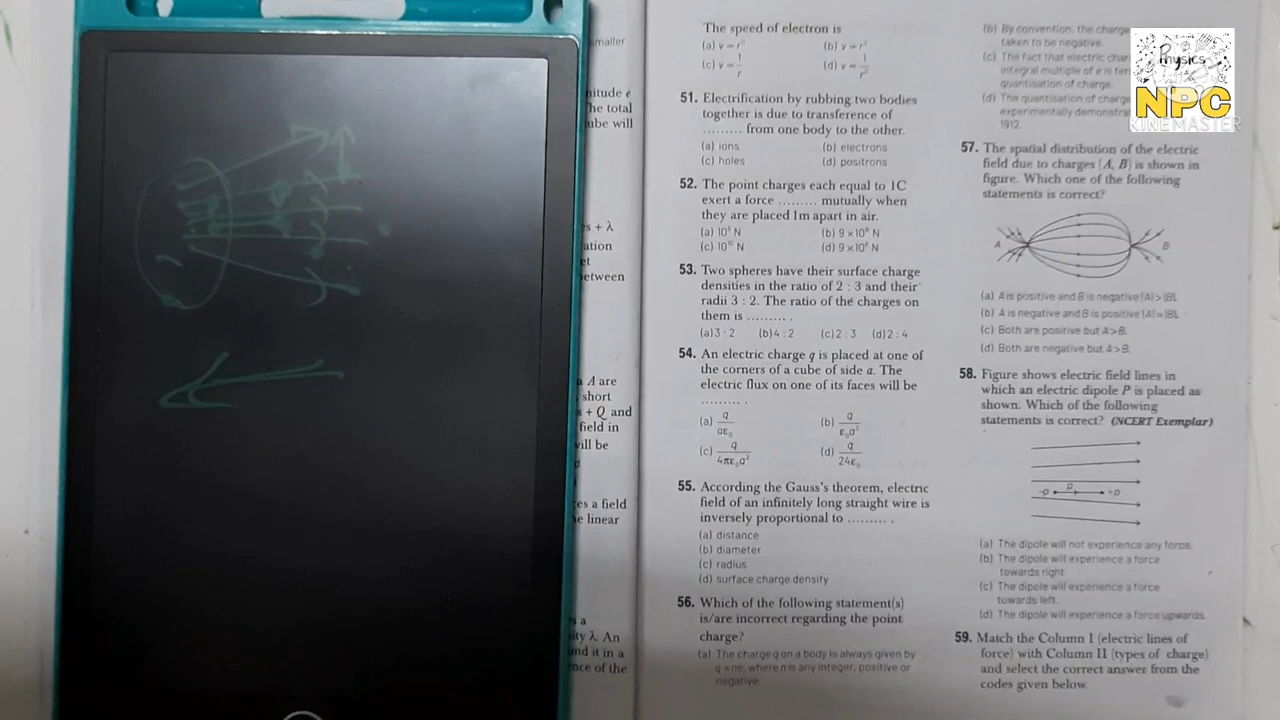 smaller
nitude e
he total
ube will
es + λ
ration
et
between
a A are
short
s + Q and
field in
vill be
d
es a field
e linear
s a
ity λ. An
und it in a
nce of the
The speed of electron is
(a) v ∝ r⁰
(b) v ∝ r²
(c) v ∝ 1/r
(d) v ∝ 1/r²
51. Electrification by rubbing two bodies
together is due to transference of
......... from one body to the other.
(a) ions
(b) electrons
(c) holes
(d) positrons
52. The point charges each equal to 1C
exert a force ......... mutually when
they are placed 1m apart in air.
(a) 10⁹ N
(b) 9×10⁹ N
(c) 10¹⁰ N
(d) 9×10⁶ N
53. Two spheres have their surface charge
densities in the ratio of 2 : 3 and their
radii 3 : 2. The ratio of the charges on
them is ......... .
(a) 3 : 2 (b) 4 : 2 (c) 2 : 3 (d) 2 : 4
54. An electric charge q is placed at one of
the corners of a cube of side a. The
electric flux on one of its faces will be
......... .
(a) q/aε₀
(b) q/ε₀a²
(c) q/4πε₀a²
(d) q/24ε₀
55. According the Gauss's theorem, electric
field of an infinitely long straight wire is
inversely proportional to ......... .
(a) distance
(b) diameter
(c) radius
(d) surface charge density
56. Which of the following statement(s)
is/are incorrect regarding the point
charge?
(a) The charge q on a body is always given by
q = ne, where n is any integer, positive or
negative.
(b) By convention, the charge
taken to be negative.
(c) The fact that electric char
integral multiple of e is ter
quantisation of charge.
(d) The quantisation of charge
experimentally demonstra
1912.
57. The spatial distribution of the electric
field due to charges (A, B) is shown in
figure. Which one of the following
statements is correct?
A
B
(a) A is positive and B is negative |A|>|B|.
(b) A is negative and B is positive |A|=|B|.
(c) Both are positive but A>B.
(d) Both are negative but A>B.
58. Figure shows electric field lines in
which an electric dipole P is placed as
shown. Which of the following
statements is correct? (NCERT Exemplar)
(a) The dipole will not experience any force.
(b) The dipole will experience a force
towards right.
(c) The dipole will experience a force
towards left.
(d) The dipole will experience a force upwards.
59. Match the Column I (electric lines of
force) with Column II (types of charge)
and select the correct answer from the
codes given below.
Physics
NPC
KINEMASTER